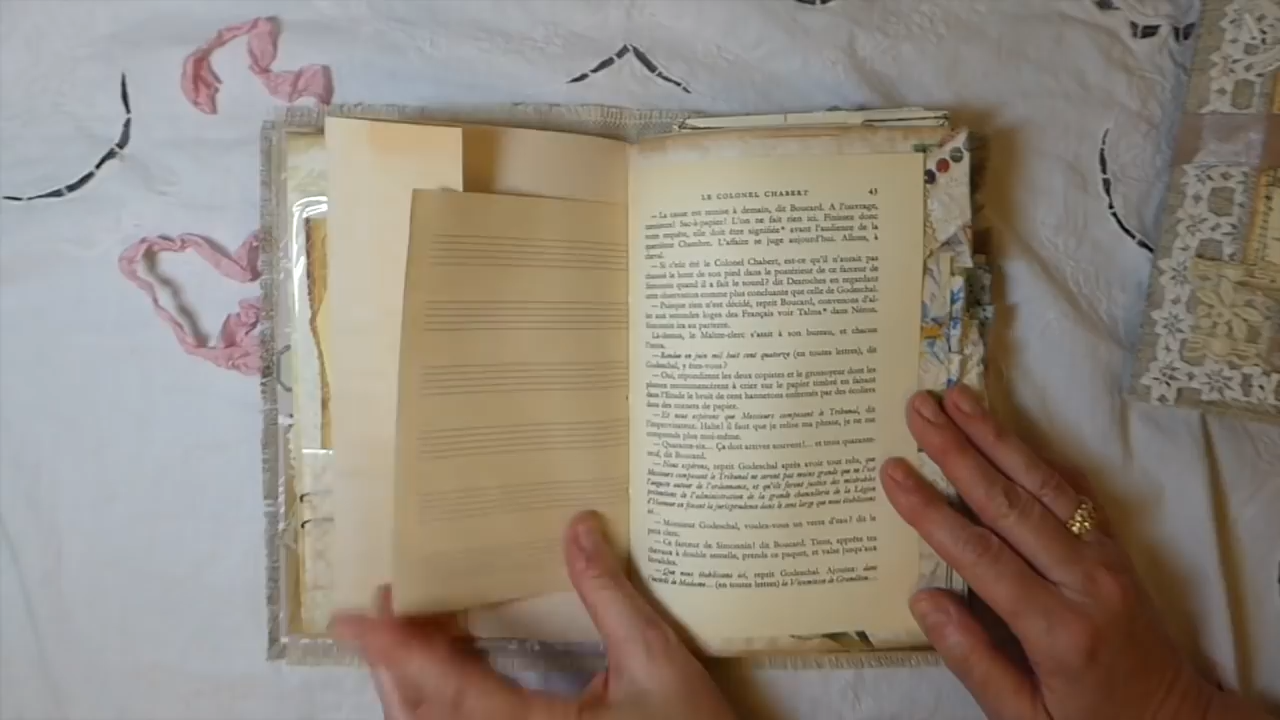 LE COLONEL CHABERT 43
— La cause est remise à demain, dit Boucard. A l'ouvrage,
messieurs! Sac-à-papier! L'on ne fait rien ici. Finissez donc
votre requête, elle doit être signifiée* avant l'audience de la
quatrième Chambre. L'affaire se juge aujourd'hui. Allons, à
cheval.
— Si c'eût été le Colonel Chabert, est-ce qu'il n'aurait pas
chaussé le bout de son pied dans le postérieur de ce farceur de
Simonnin quand il a fait le sourd? dit Desroches en regardant
cette observation comme plus concluante que celle de Godeschal.
— Puisque rien n'est décidé, reprit Boucard, convenons d'al-
ler aux secondes loges des Français voir Talma* dans Néron.
Simonnin ira au parterre.
Là-dessus, le Maître-clerc s'assit à son bureau, et chacun
l'imita.
— Rendue en juin mil huit cent quatorze (en toutes lettres), dit
Godeschal, y êtes-vous?
— Oui, répondirent les deux copistes et le grossoyeur dont les
plumes recommencèrent à crier sur le papier timbré en faisant
dans l'Etude le bruit de cent hannetons enfermés par des écoliers
dans des cornets de papier.
— Et nous espérons que Messieurs composant le Tribunal, dit
l'improvisateur. Halte! il faut que je relise ma phrase, je ne me
comprends plus moi-même.
— Quarante-six... Ça doit arriver souvent!... et trois quarante-
neuf, dit Boucard.
— Nous espérons, reprit Godeschal après avoir tout relu, que
Messieurs composant le Tribunal ne seront pas moins grands que ne l'est
l'auguste auteur de l'ordonnance, et qu'ils feront justice des misérables
prétentions de l'administration de la grande chancellerie de la Légion
d'Honneur en fixant la jurisprudence dans le sens large que nous établissons
ici...
— Monsieur Godeschal, voulez-vous un verre d'eau? dit le
petit clerc.
— Ce farceur de Simonnin! dit Boucard. Tiens, apprête tes
chevaux à double semelle, prends ce paquet, et valse jusqu'aux
Invalides.
— Que nous établissons ici, reprit Godeschal. Ajoutez: dans
l'intérêt de Madame... (en toutes lettres) la Vicomtesse de Grandlieu...